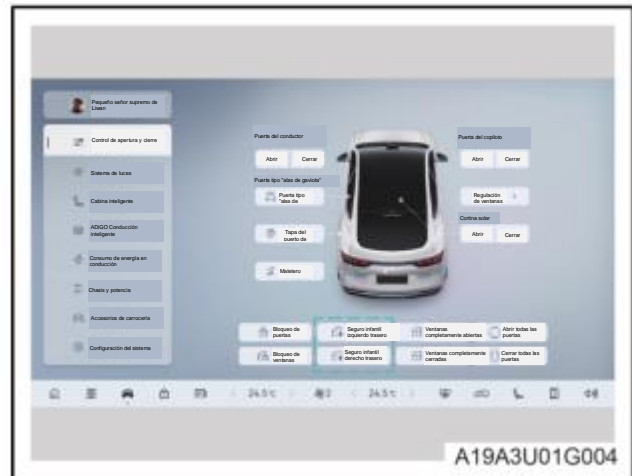 Pequeño señor supremo de
Liwan
Control de apertura y cierre
Sistema de luces
Cabina inteligente
ADiGO Conducción
inteligente
Consumo de energía en
conducción
Chasis y potencia
Accesorios de carrocería
Configuración del sistema
Puerta del conductor
Abrir Cerrar
Puerta tipo "alas de gaviota"
Puerta tipo
"alas de
Tapa del
puerto de
Maletero
Puerta del copiloto
Abrir Cerrar
Regulación
de ventanas
Cortina solar
Abrir Cerrar
Bloqueo de
puertas
Seguro infantil
izquierdo trasero
Ventanas
completamente abiertas
Abrir todas las
puertas
Bloqueo de
ventanas
Seguro infantil
derecho trasero
Ventanas completamente
cerradas
Cerrar todas las
puertas
24.5℃ 24.5℃
A19A3U01G004